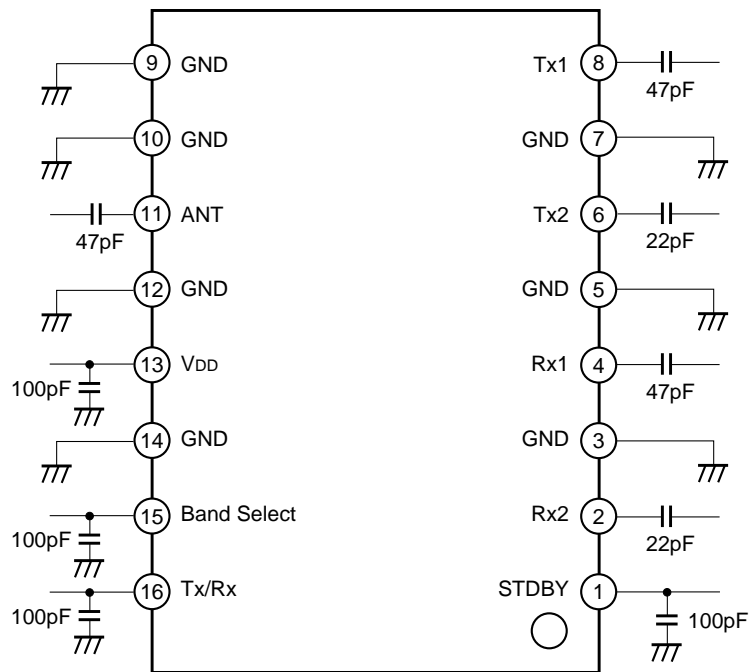 9 GND Tx1 8
47pF
10 GND GND 7
11 ANT Tx2 6
47pF 22pF
12 GND GND 5
13 VDD Rx1 4
100pF 47pF
14 GND GND 3
15 Band Select Rx2 2
100pF 22pF
16 Tx/Rx STDBY 1
100pF 100pF